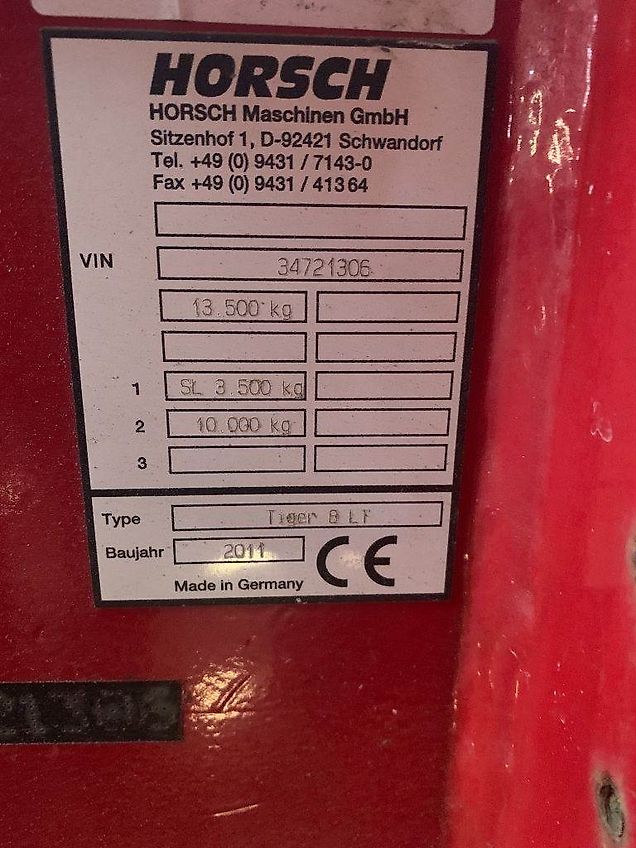 HORSCH
HORSCH Maschinen GmbH
Sitzenhof 1, D-92421 Schwandorf
Tel. +49 (0) 9431 / 7143-0
Fax +49 (0) 9431 / 41364
VIN 34721306
13.500 kg
1 SL 3.500 kg
2 10.000 kg
3
Type Tiger 8 LT
Baujahr 2011 CE
Made in Germany
21306